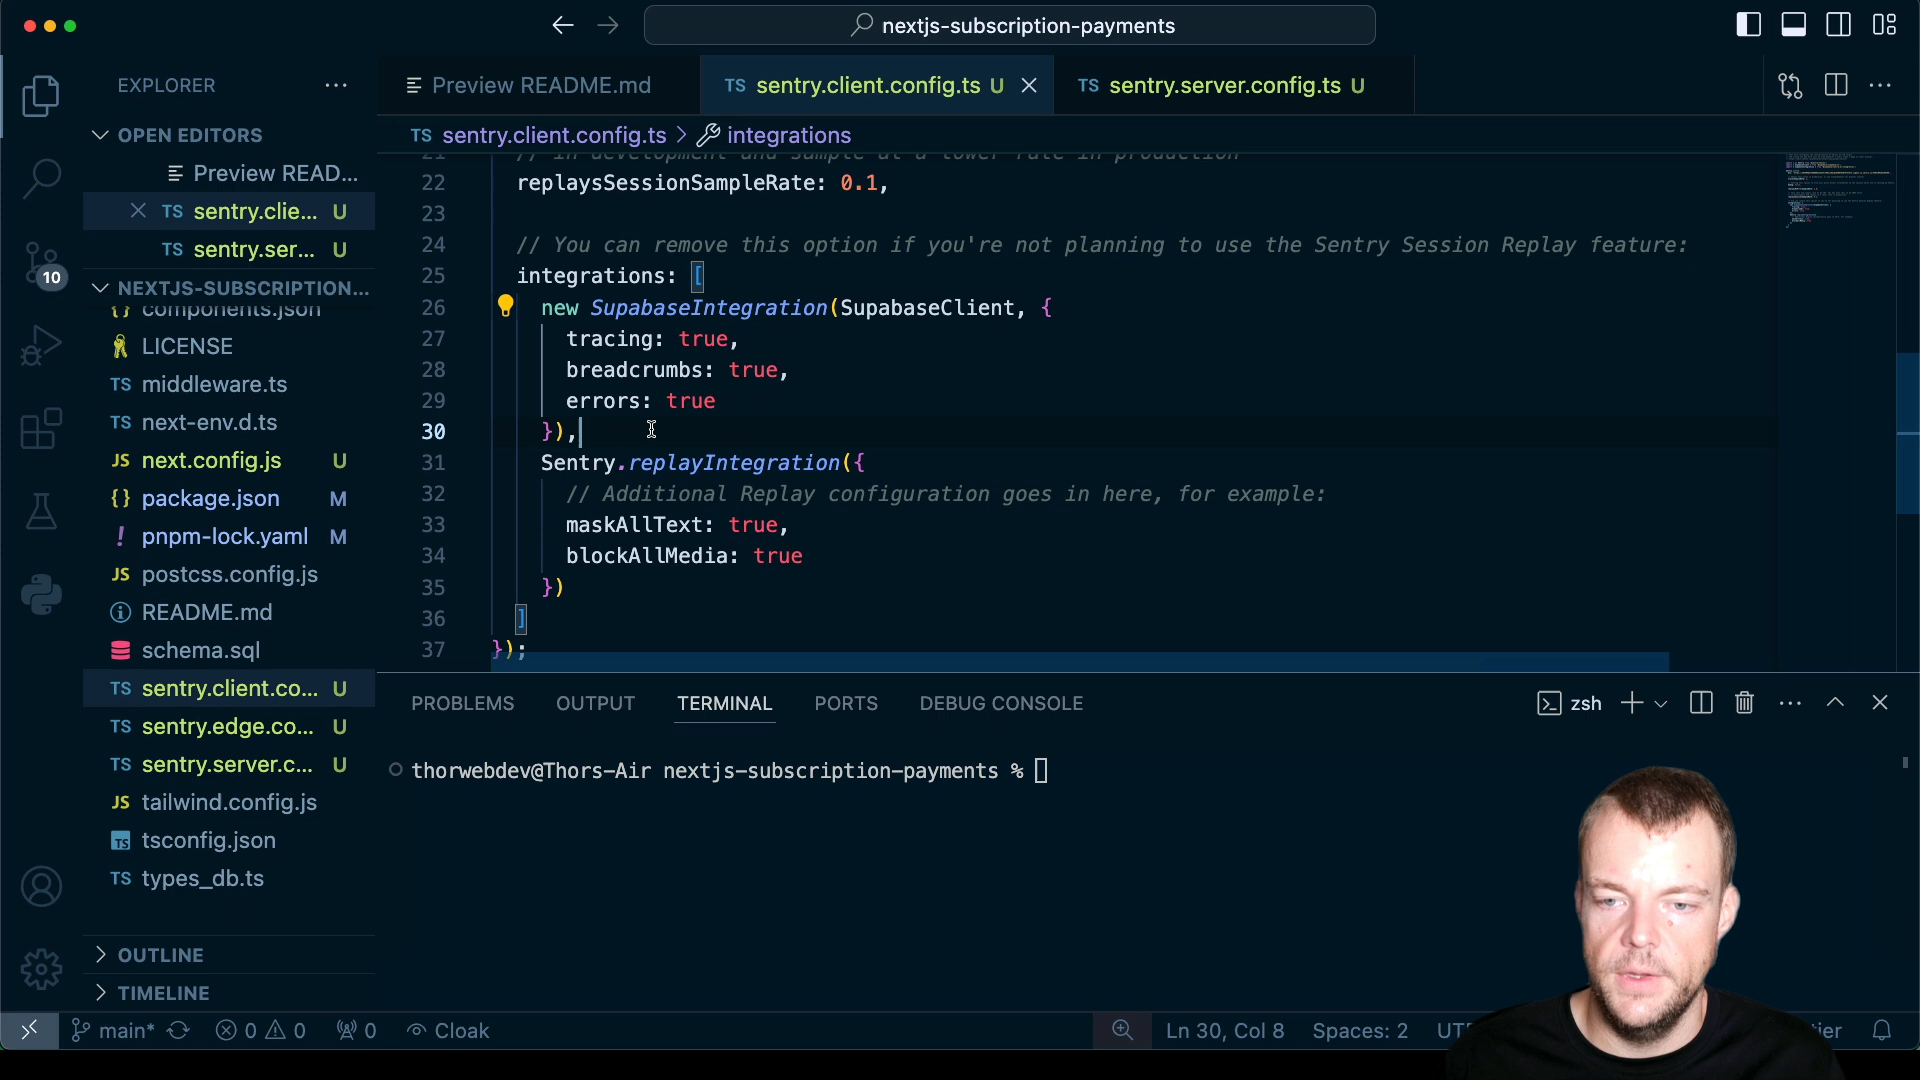 nextjs-subscription-payments
EXPLORER
OPEN EDITORS
Preview READ...
TS sentry.clie... U
TS sentry.ser... U
10
NEXTJS-SUBSCRIPTION...
{} components.json
LICENSE
TS middleware.ts
TS next-env.d.ts
JS next.config.js U
{} package.json M
! pnpm-lock.yaml M
JS postcss.config.js
README.md
schema.sql
TS sentry.client.co... U
TS sentry.edge.co... U
TS sentry.server.c... U
JS tailwind.config.js
TS tsconfig.json
TS types_db.ts
OUTLINE
TIMELINE
Preview README.md
TS sentry.client.config.ts U
TS sentry.server.config.ts U
TS sentry.client.config.ts > integrations
21 // in development and sample at a lower rate in production
22 replaysSessionSampleRate: 0.1,
23
24 // You can remove this option if you're not planning to use the Sentry Session Replay feature:
25 integrations: [
26 new SupabaseIntegration(SupabaseClient, {
27 tracing: true,
28 breadcrumbs: true,
29 errors: true
30 }),
31 Sentry.replayIntegration({
32 // Additional Replay configuration goes in here, for example:
33 maskAllText: true,
34 blockAllMedia: true
35 })
36 ]
37 });
PROBLEMS OUTPUT TERMINAL PORTS DEBUG CONSOLE
zsh
thorwebdev@Thors-Air nextjs-subscription-payments %
main* 0 0 0 Cloak
Ln 30, Col 8 Spaces: 2